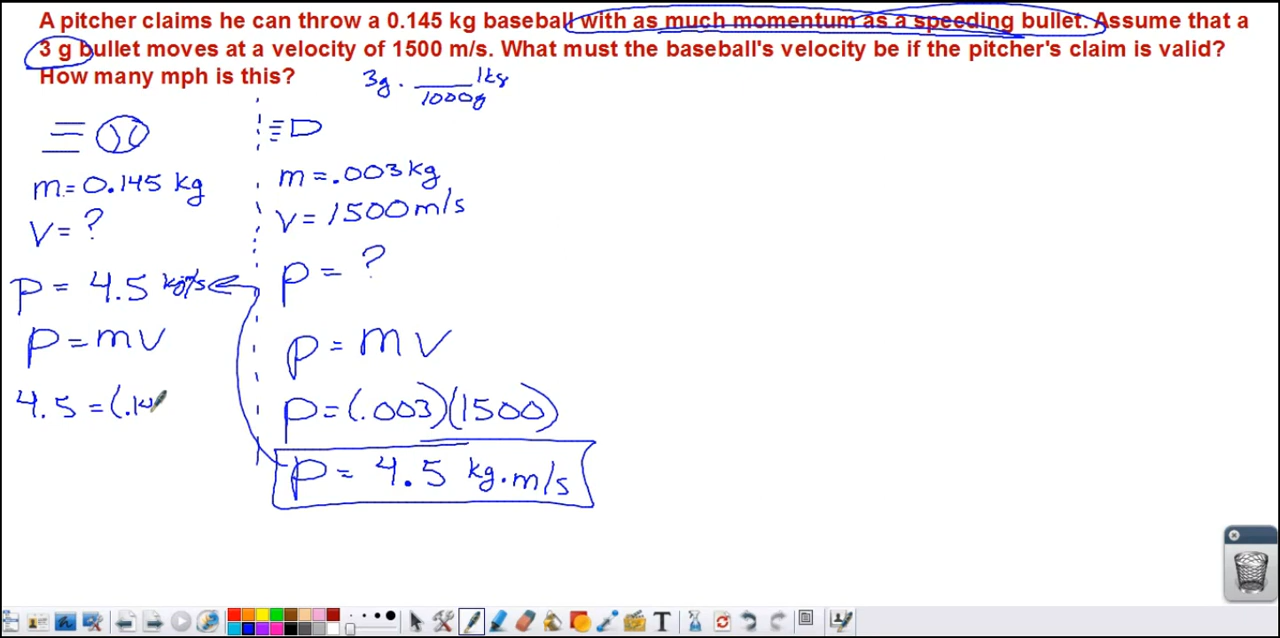 A pitcher claims he can throw a 0.145 kg baseball with as much momentum as a speeding bullet. Assume that a
3 g bullet moves at a velocity of 1500 m/s. What must the baseball's velocity be if the pitcher's claim is valid?
How many mph is this?
3g · 1kg
1000g
m = 0.145 kg
V = ?
P = 4.5 kg·m/s
P = mV
4.5 = (.14
m = .003 kg
V = 1500 m/s
P = ?
P = mV
P = (.003)(1500)
P = 4.5 kg·m/s
T